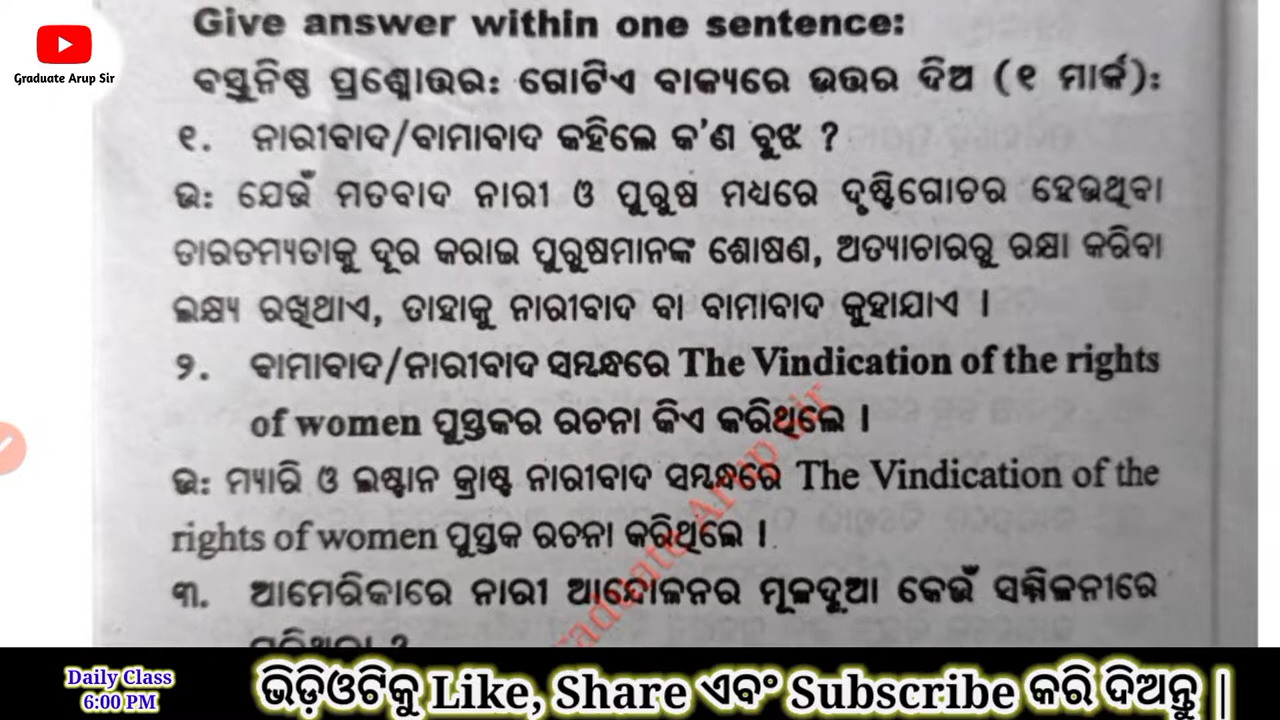 Graduate Arup Sir
Give answer within one sentence:
ବସ୍ତୁନିଷ୍ଠ ପ୍ରଶ୍ନୋତ୍ତର: ଗୋଟିଏ ବାକ୍ୟରେ ଉତ୍ତର ଦିଅ (୧ ମାର୍କ):
୧. ନାରୀବାଦ/ବାମାବାଦ କହିଲେ କ'ଣ ବୁଝ ?
ଉ: ଯେଉଁ ମତବାଦ ନାରୀ ଓ ପୁରୁଷ ମଧରେ ଦୃଷ୍ଟିଗୋଚର ହେଉଥିବା
ତାରତମ୍ୟତାକୁ ଦୂର କରାଇ ପୁରୁଷମାନଙ୍କ ଶୋଷଣ, ଅତ୍ୟାଚାରରୁ ରକ୍ଷା କରିବା
ଲକ୍ଷ୍ୟ ରଖିଥାଏ, ତାହାକୁ ନାରୀବାଦ ବା ବାମାବାଦ କୁହାଯାଏ ।
୨. ବାମାବାଦ/ନାରୀବାଦ ସମ୍ବନ୍ଧରେ The Vindication of the rights
of women ପୁସ୍ତକର ରଚନା କିଏ କରିଥିଲେ ।
ଉ: ମ୍ୟାରି ଓ ଇଷ୍ଟାନ କ୍ରାଷ୍ଟ ନାରୀବାଦ ସମ୍ବନ୍ଧରେ The Vindication of the
rights of women ପୁସ୍ତକ ରଚନା କରିଥିଲେ ।
୩. ଆମେରିକାରେ ନାରୀ ଆନ୍ଦୋଳନର ମୂଳଦୁଆ କେଉଁ ସମ୍ମିଳନୀରେ
Daily Class
6:00 PM
ଭିଡ଼ିଓଟିକୁ Like, Share ଏବଂ Subscribe କରି ଦିଅନ୍ତୁ |